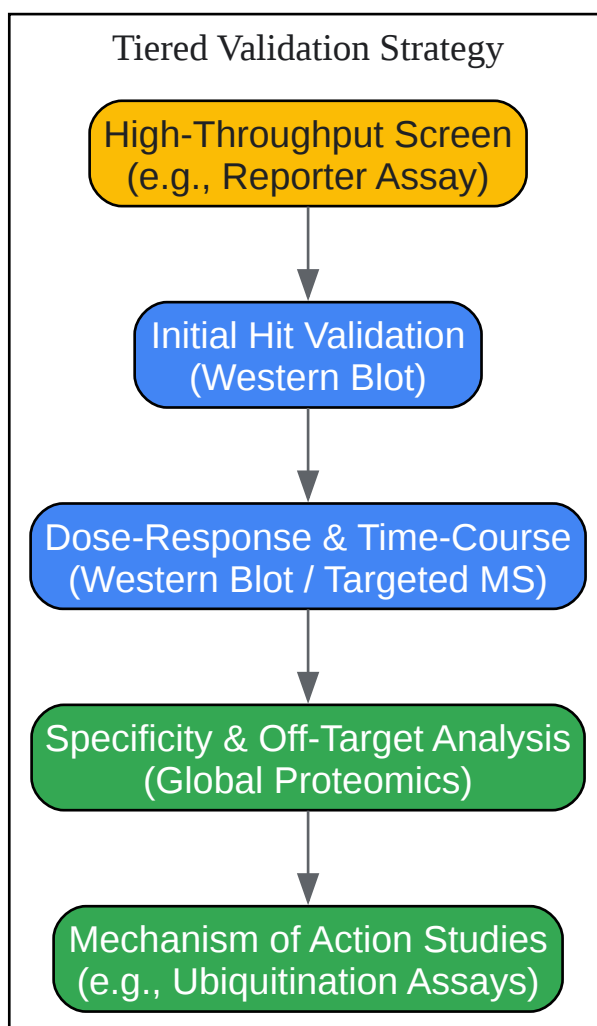 Tiered Validation Strategy
High-Throughput Screen
(e.g., Reporter Assay)
Initial Hit Validation
(Western Blot)
Dose-Response & Time-Course
(Western Blot / Targeted MS)
Specificity & Off-Target Analysis
(Global Proteomics)
Mechanism of Action Studies
(e.g., Ubiquitination Assays)